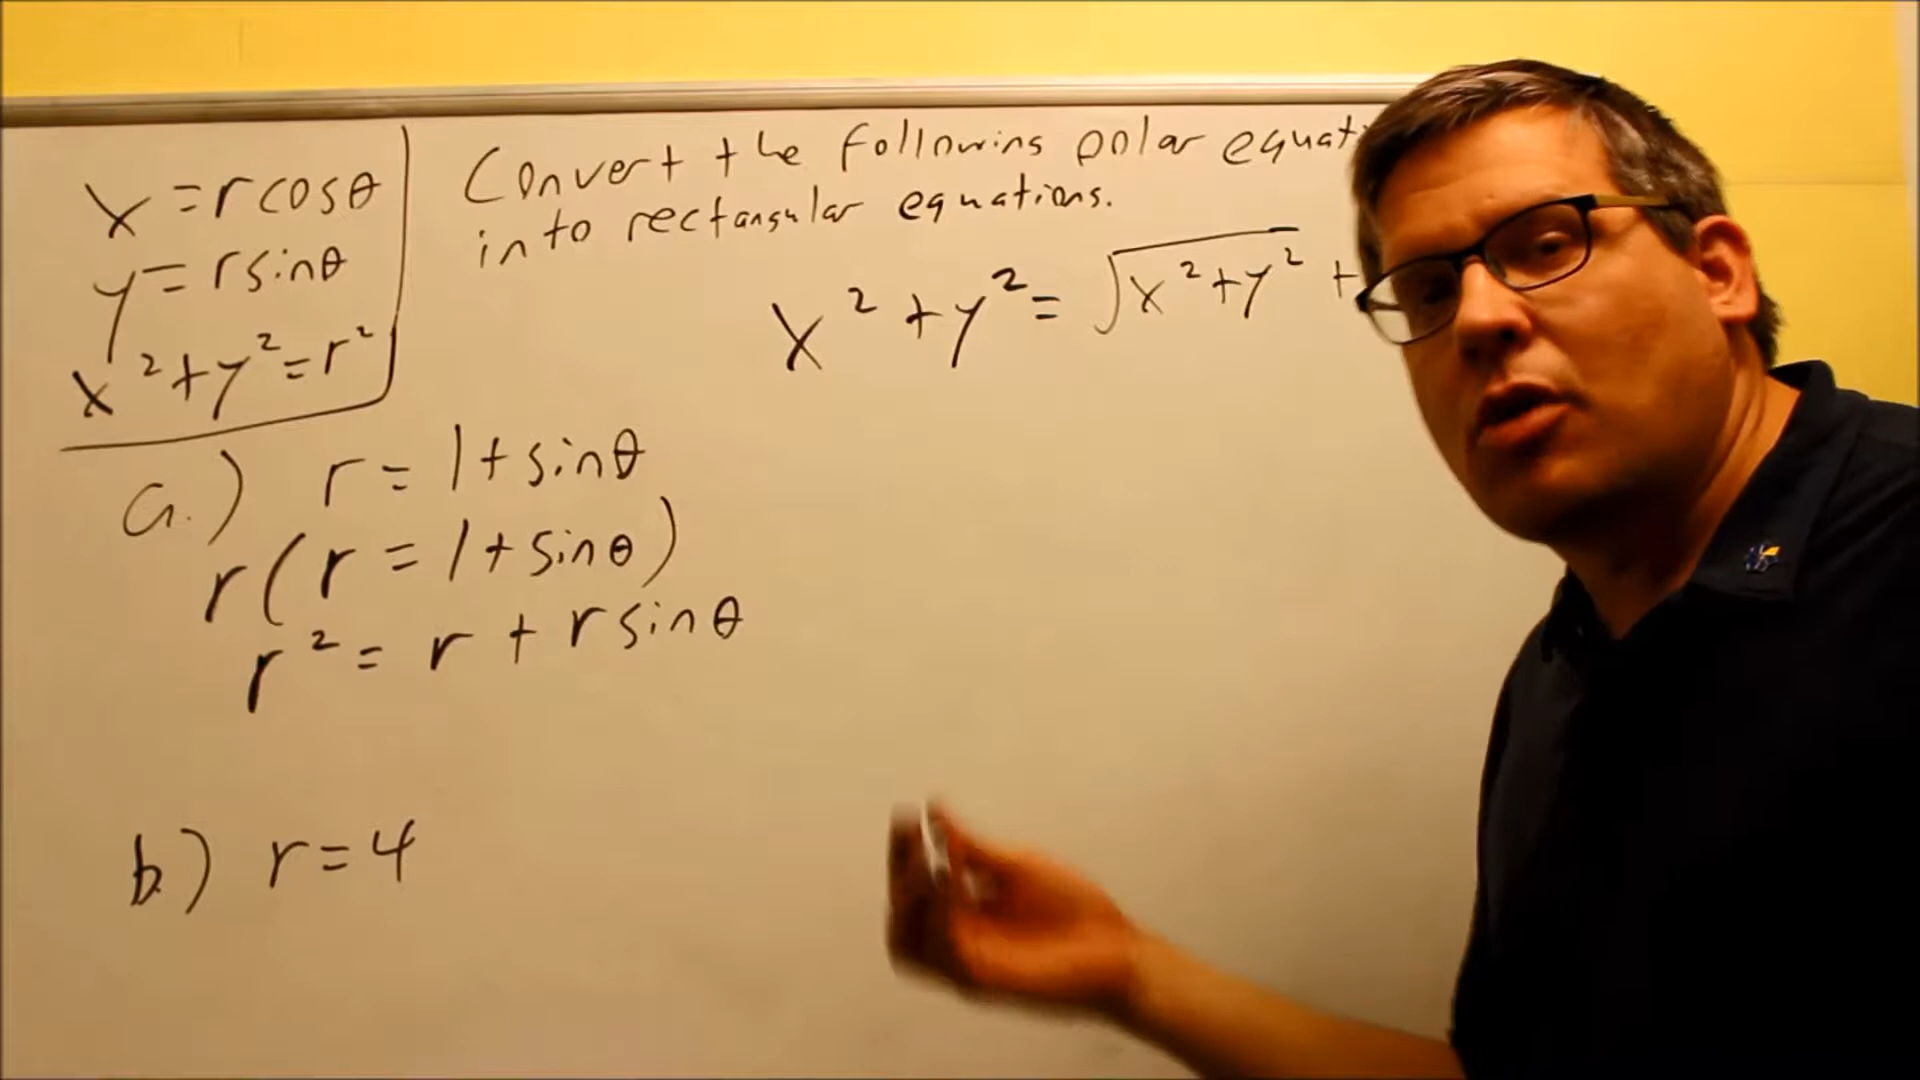 x = r cosθ
y = r sinθ
x² + y² = r²
Convert the following polar
into rectangular equations.
x² + y² = √x² + y² +
a.) r = 1 + sinθ
r (r = 1 + sinθ)
r² = r + r sinθ
b.) r = 4